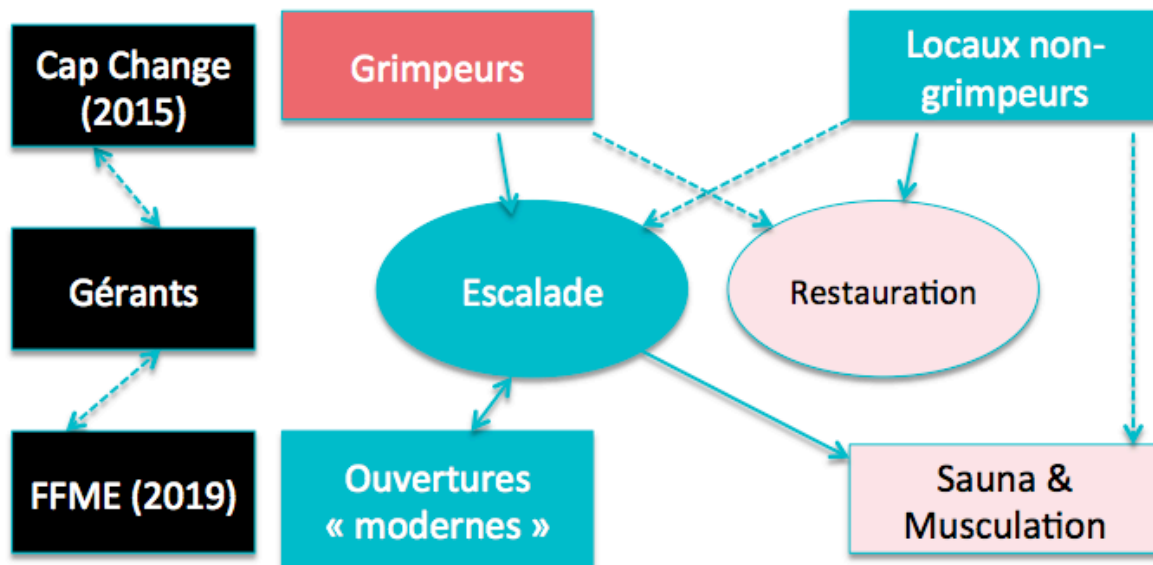 Cap Change
(2015)
Grimpeurs
Locaux non-
grimpeurs
Gérants
Escalade
Restauration
FFME (2019)
Ouvertures
« modernes »
Sauna &
Musculation